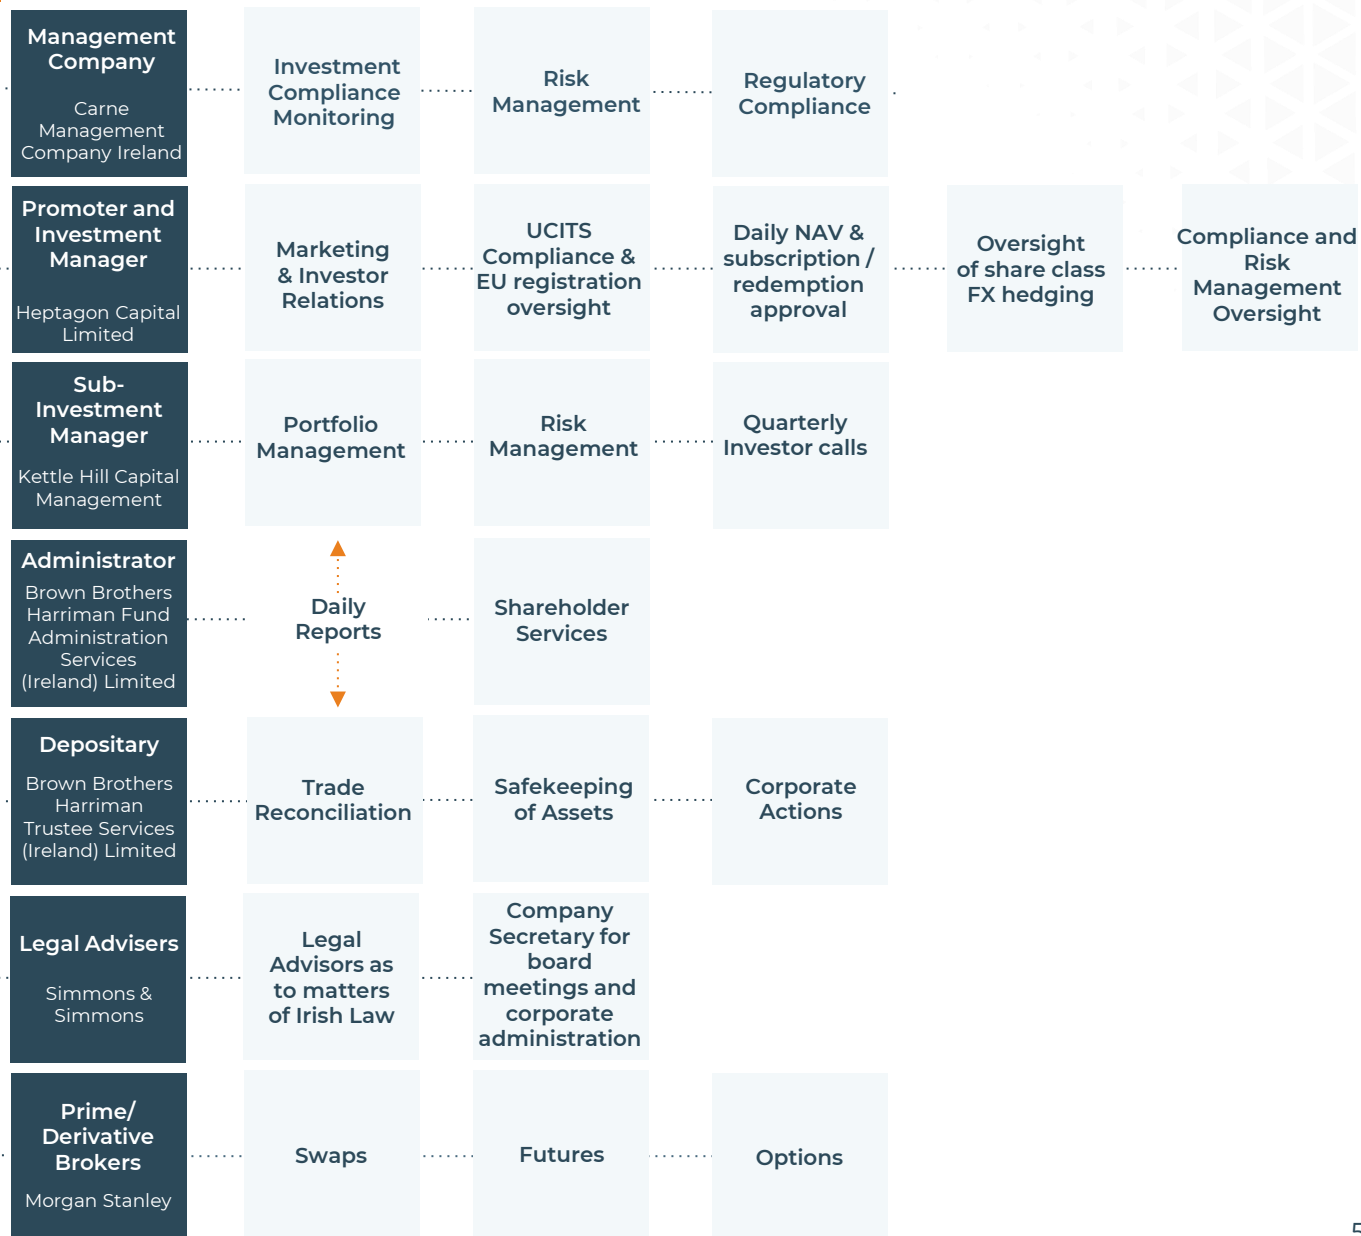 Management
Company
Carne
Management
Company Ireland
Investment
Compliance
Monitoring
Risk
Management
Regulatory
Compliance
Promoter and
Investment
Manager
Heptagon Capital
Limited
Marketing
& Investor
Relations
UCITS
Compliance &
EU registration
oversight
Daily NAV &
subscription /
redemption
approval
Oversight
of share class
FX hedging
Compliance and
Risk
Management
Oversight
Sub-
Investment
Manager
Kettle Hill Capital
Management
Portfolio
Management
Risk
Management
Quarterly
Investor calls
Administrator
Brown Brothers
Harriman Fund
Administration
Services
(Ireland) Limited
Daily
Reports
Shareholder
Services
Depositary
Brown Brothers
Harriman
Trustee Services
(Ireland) Limited
Trade
Reconciliation
Safekeeping
of Assets
Corporate
Actions
Legal Advisers
Simmons &
Simmons
Legal
Advisors as
to matters
of Irish Law
Company
Secretary for
board
meetings and
corporate
administration
Prime/
Derivative
Brokers
Morgan Stanley
Swaps
Futures
Options